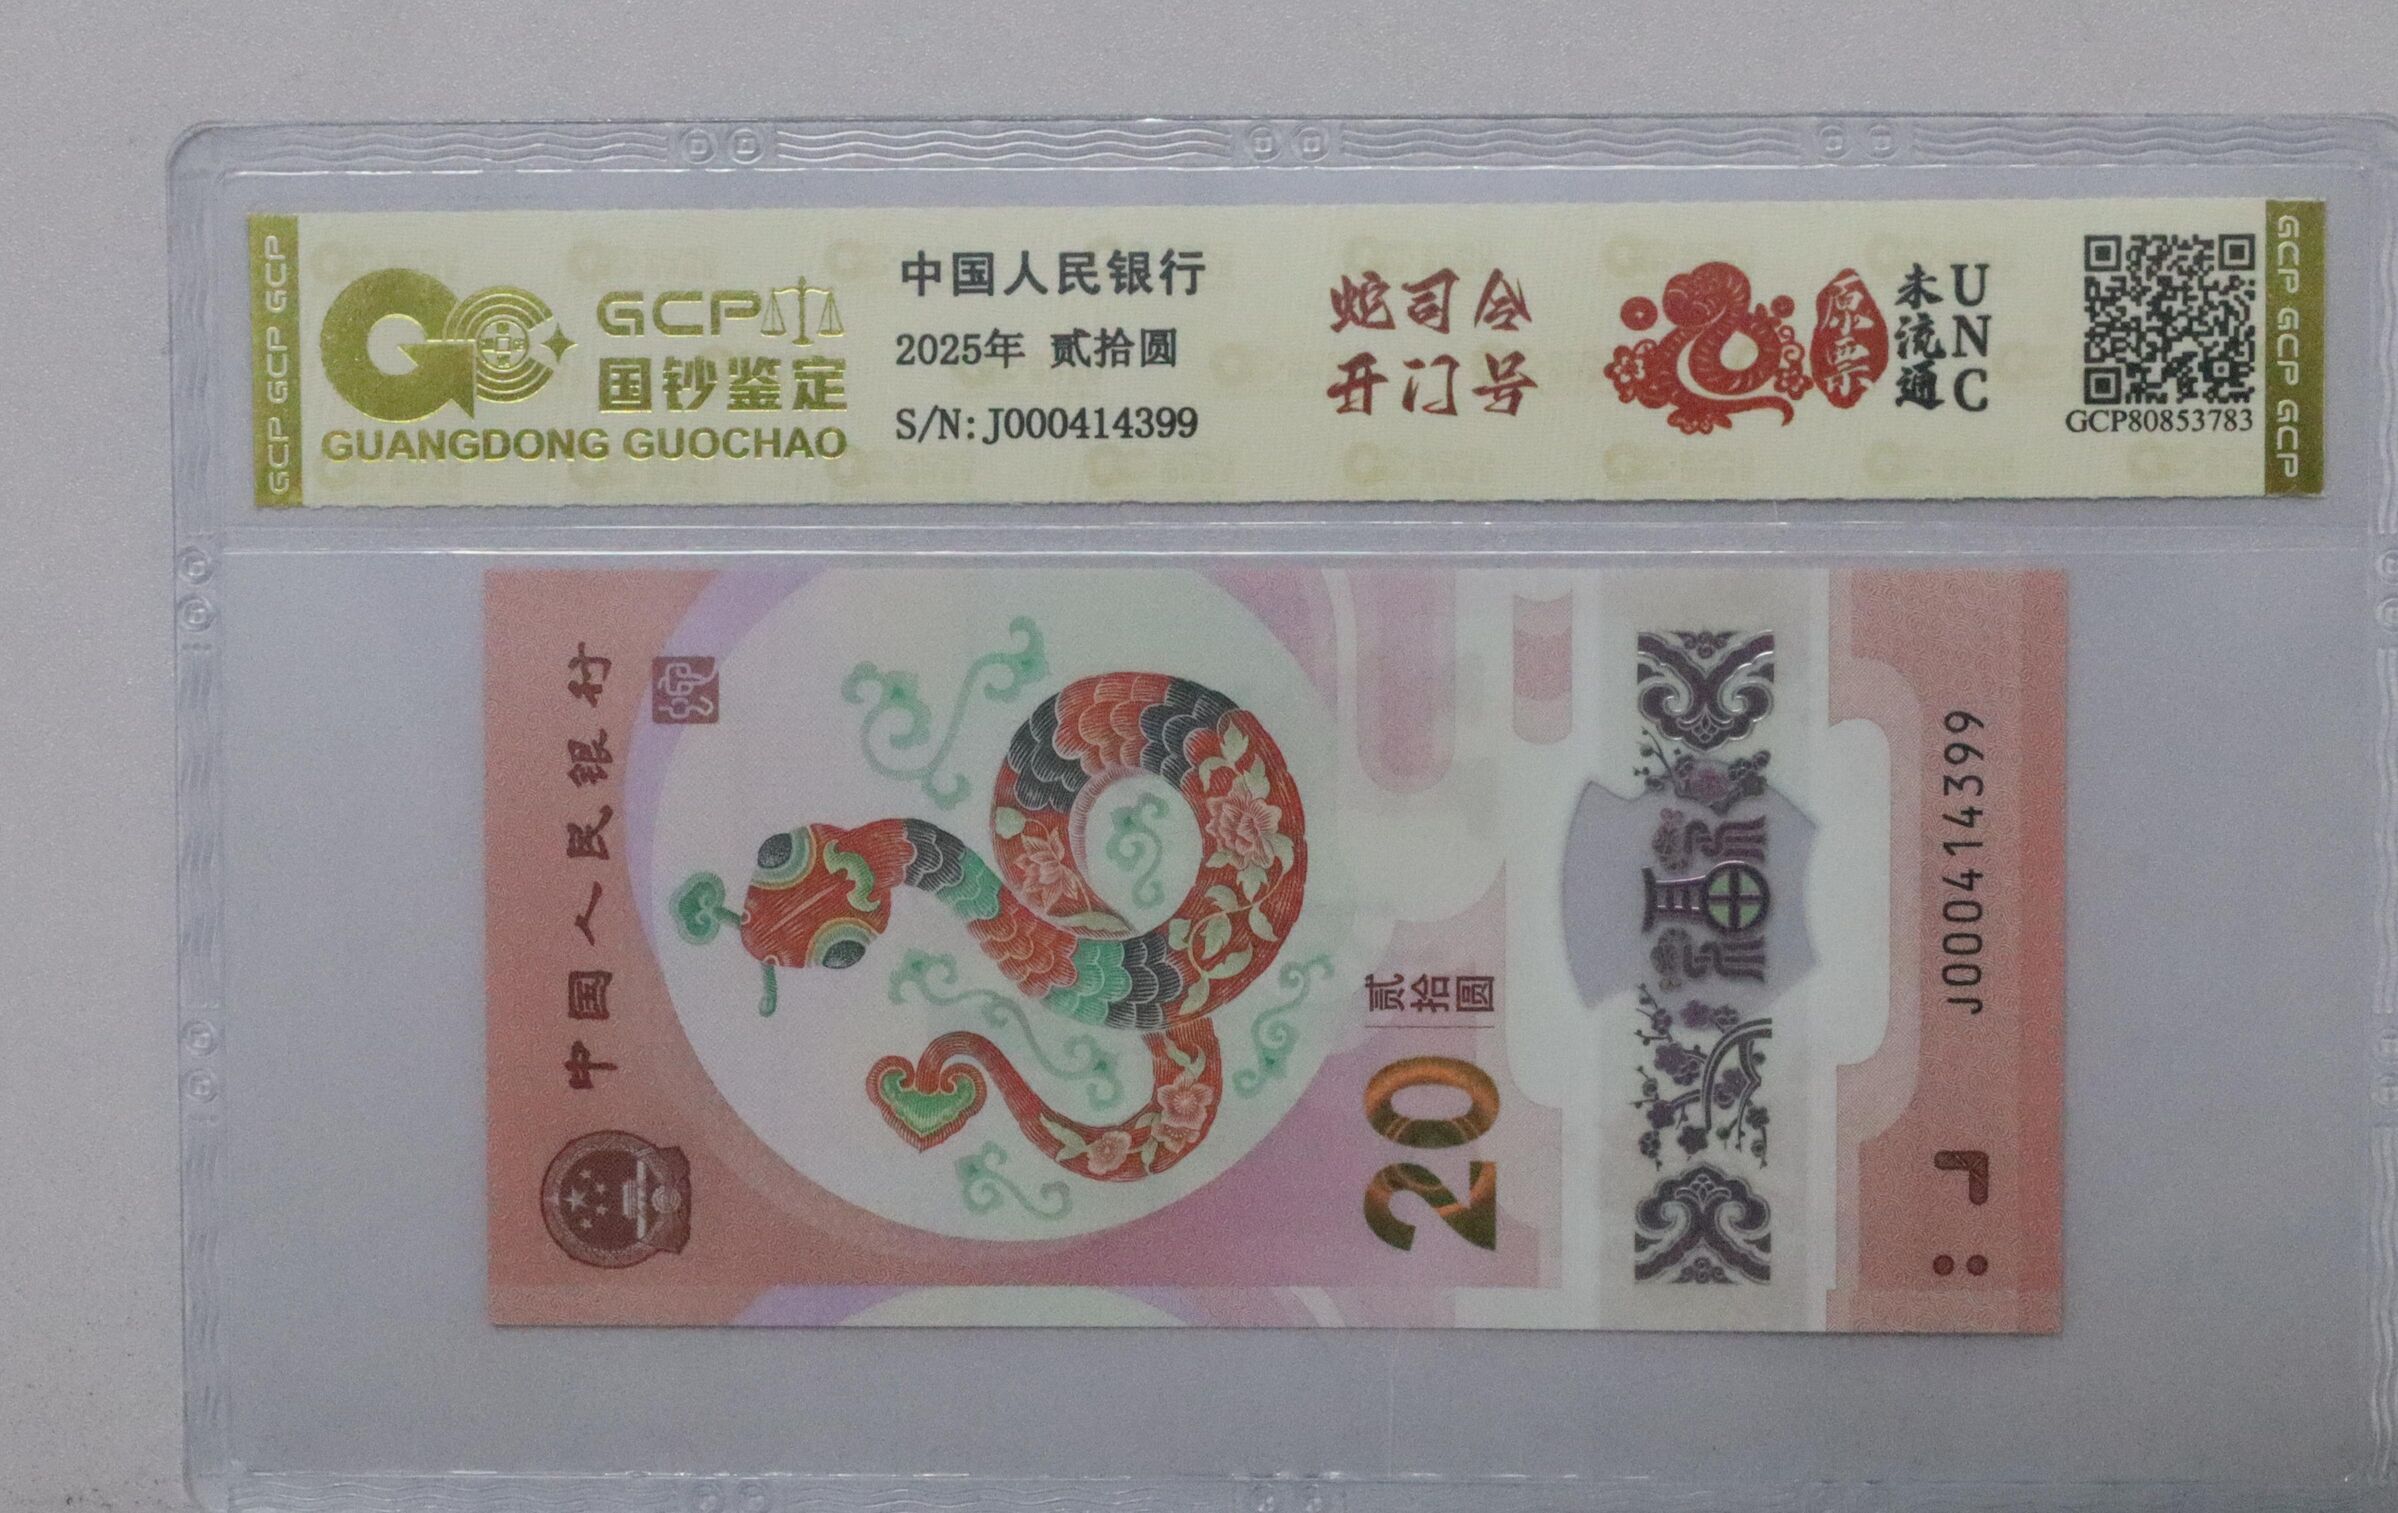 GCP GCP GCP
GCP
国钞鉴定
GUANGDONG GUOCHAO
中国人民银行
2025年 贰拾圆
S/N: J000414399
蛇司令
开门号
原票
未流通
UNC
GCP80853783
GCP GCP GCP
中国人民银行
贰拾圆
20
福
J000414399